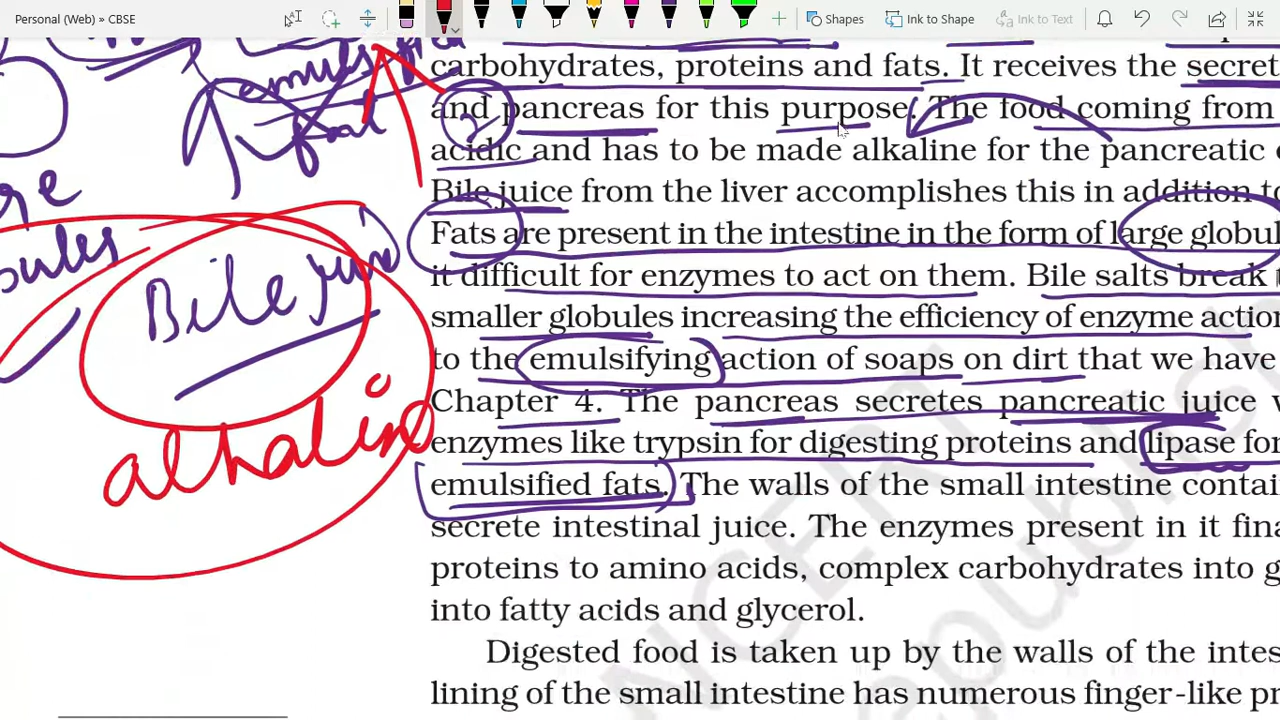 Personal (Web) » CBSE
Shapes
Ink to Shape
Ink to Text
emulsi
fat
2
carbohydrates, proteins and fats. It receives the secret
and pancreas for this purpose. The food coming from
acidic and has to be made alkaline for the pancreatic
Bile juice from the liver accomplishes this in addition to
Fats are present in the intestine in the form of large globul
it difficult for enzymes to act on them. Bile salts break
smaller globules increasing the efficiency of enzyme action
to the emulsifying action of soaps on dirt that we have
Chapter 4. The pancreas secretes pancreatic juice w
enzymes like trypsin for digesting proteins and lipase for
emulsified fats. The walls of the small intestine contai
secrete intestinal juice. The enzymes present in it fina
proteins to amino acids, complex carbohydrates into g
into fatty acids and glycerol.
Digested food is taken up by the walls of the intes
lining of the small intestine has numerous finger-like pr
re
bules
Bile
alkaline
NCERT
republish